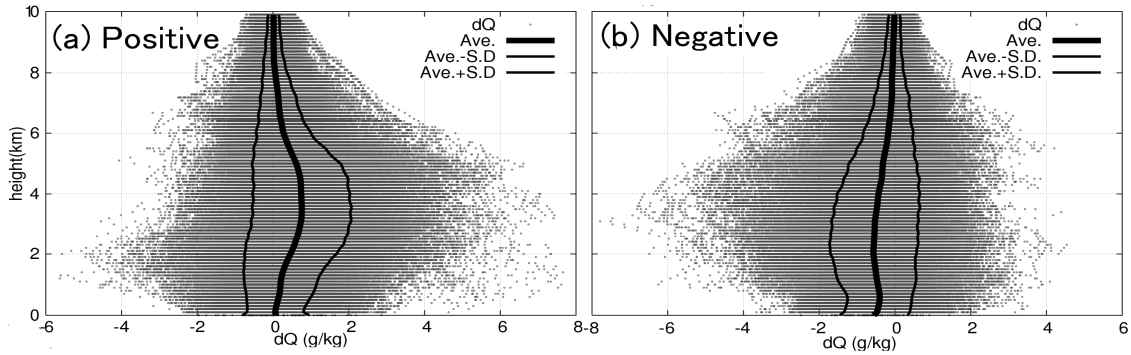 (a) Positive
dQ
Ave.
Ave.-S.D
Ave.+S.D
10
8
6
4
2
0
height(km)
-6 -4 -2 0 2 4 6 8
dQ (g/kg)
(b) Negative
dQ
Ave.
Ave.-S.D.
Ave.+S.D.
-8 -6 -4 -2 0 2 4 6
dQ (g/kg)